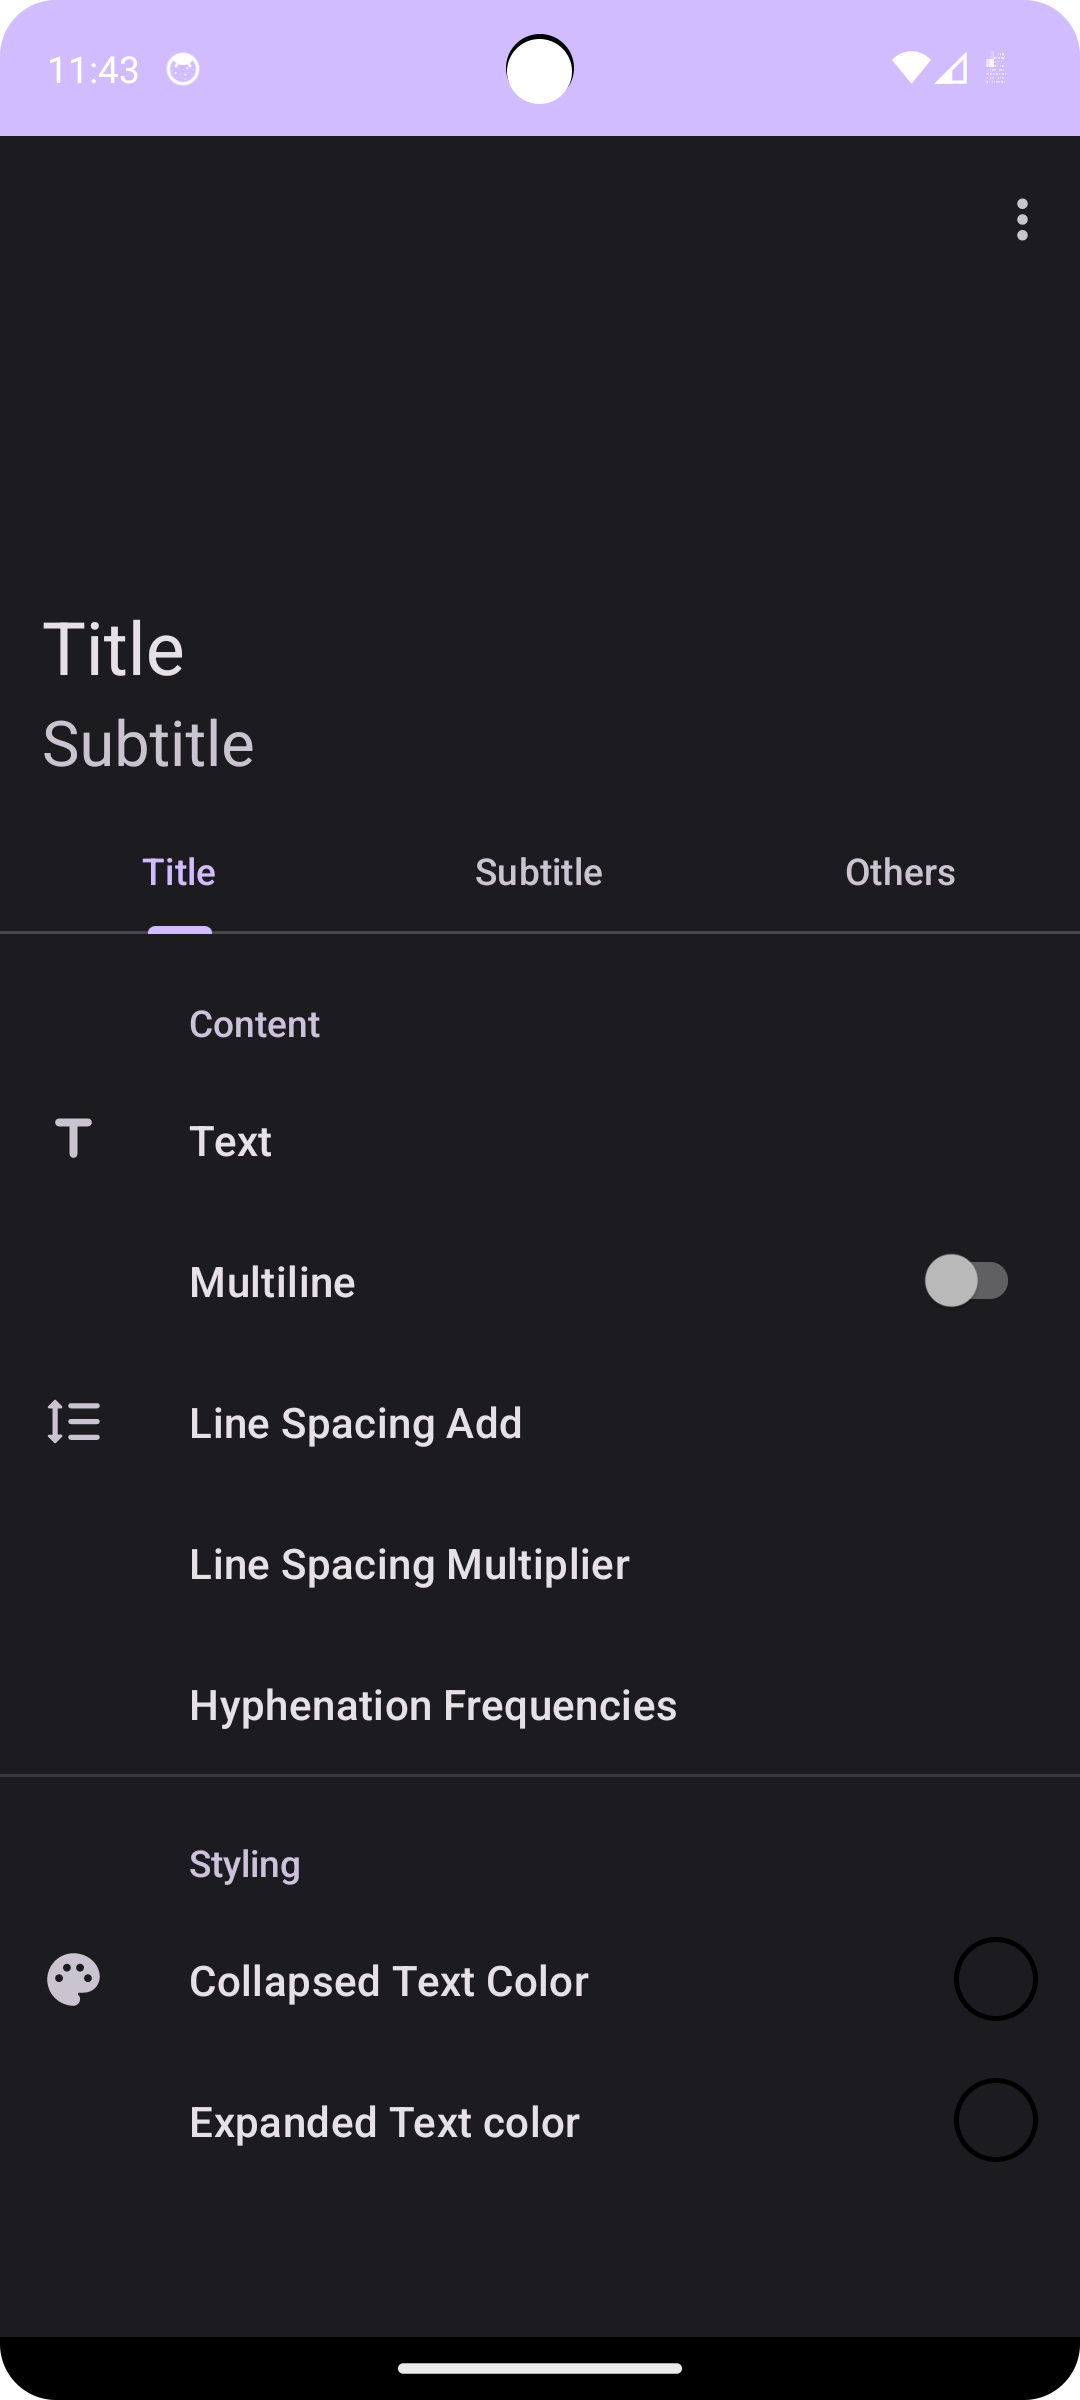 11:43
Title
Subtitle
Title
Subtitle
Others
Content
Text
Multiline
Line Spacing Add
Line Spacing Multiplier
Hyphenation Frequencies
Styling
Collapsed Text Color
Expanded Text color